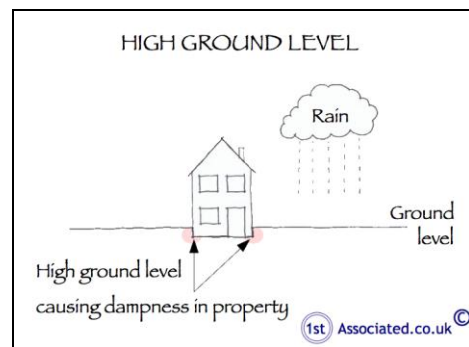 HIGH GROUND LEVEL
Rain
Ground
level
High ground level
causing dampness in property
1st Associated.co.uk ©